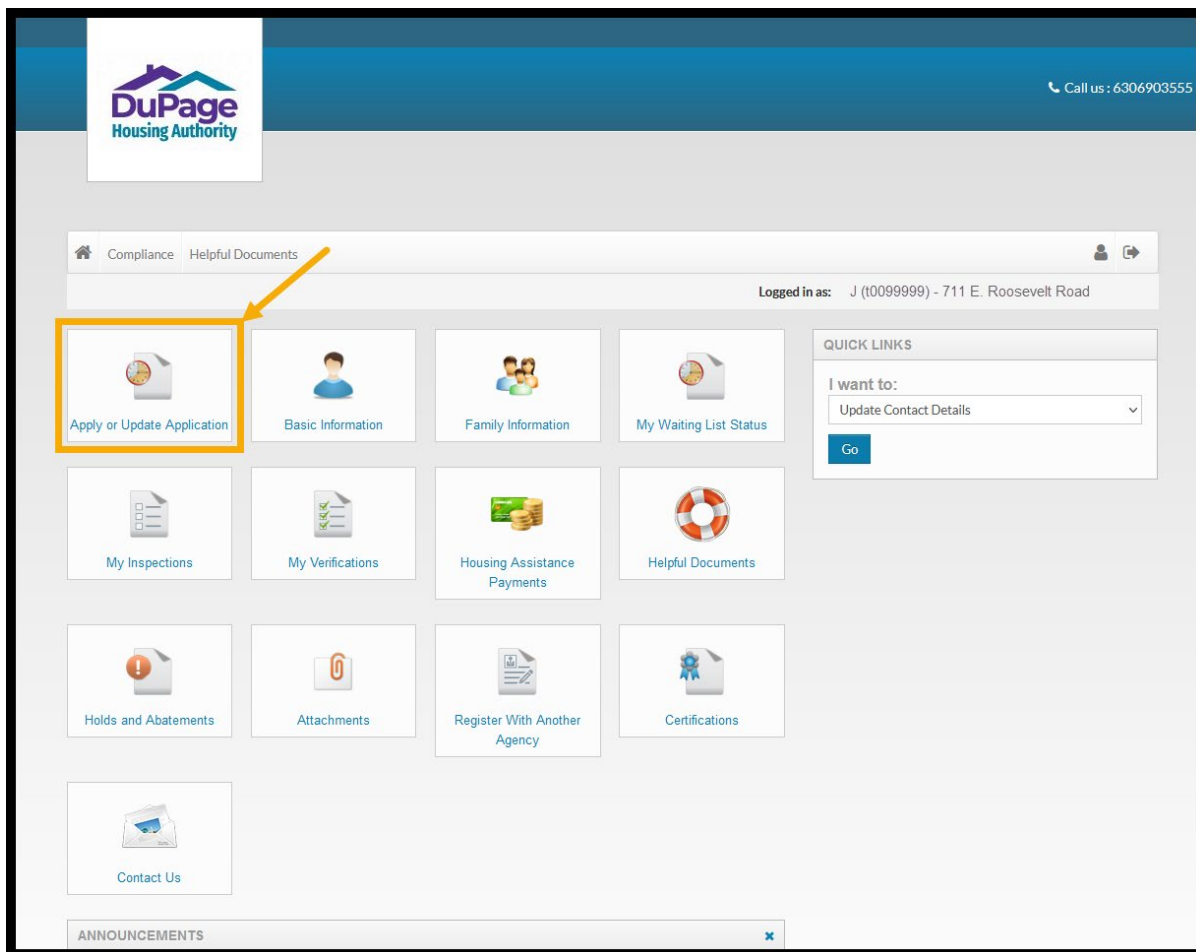 DuPage
Housing Authority
Call us : 6306903555
Compliance Helpful Documents
Logged in as: J (t0099999) - 711 E. Roosevelt Road
Apply or Update Application
Basic Information
Family Information
My Waiting List Status
QUICK LINKS
I want to:
Update Contact Details
Go
My Inspections
My Verifications
Housing Assistance
Payments
Helpful Documents
Holds and Abatements
Attachments
Register With Another
Agency
Certifications
Contact Us
ANNOUNCEMENTS